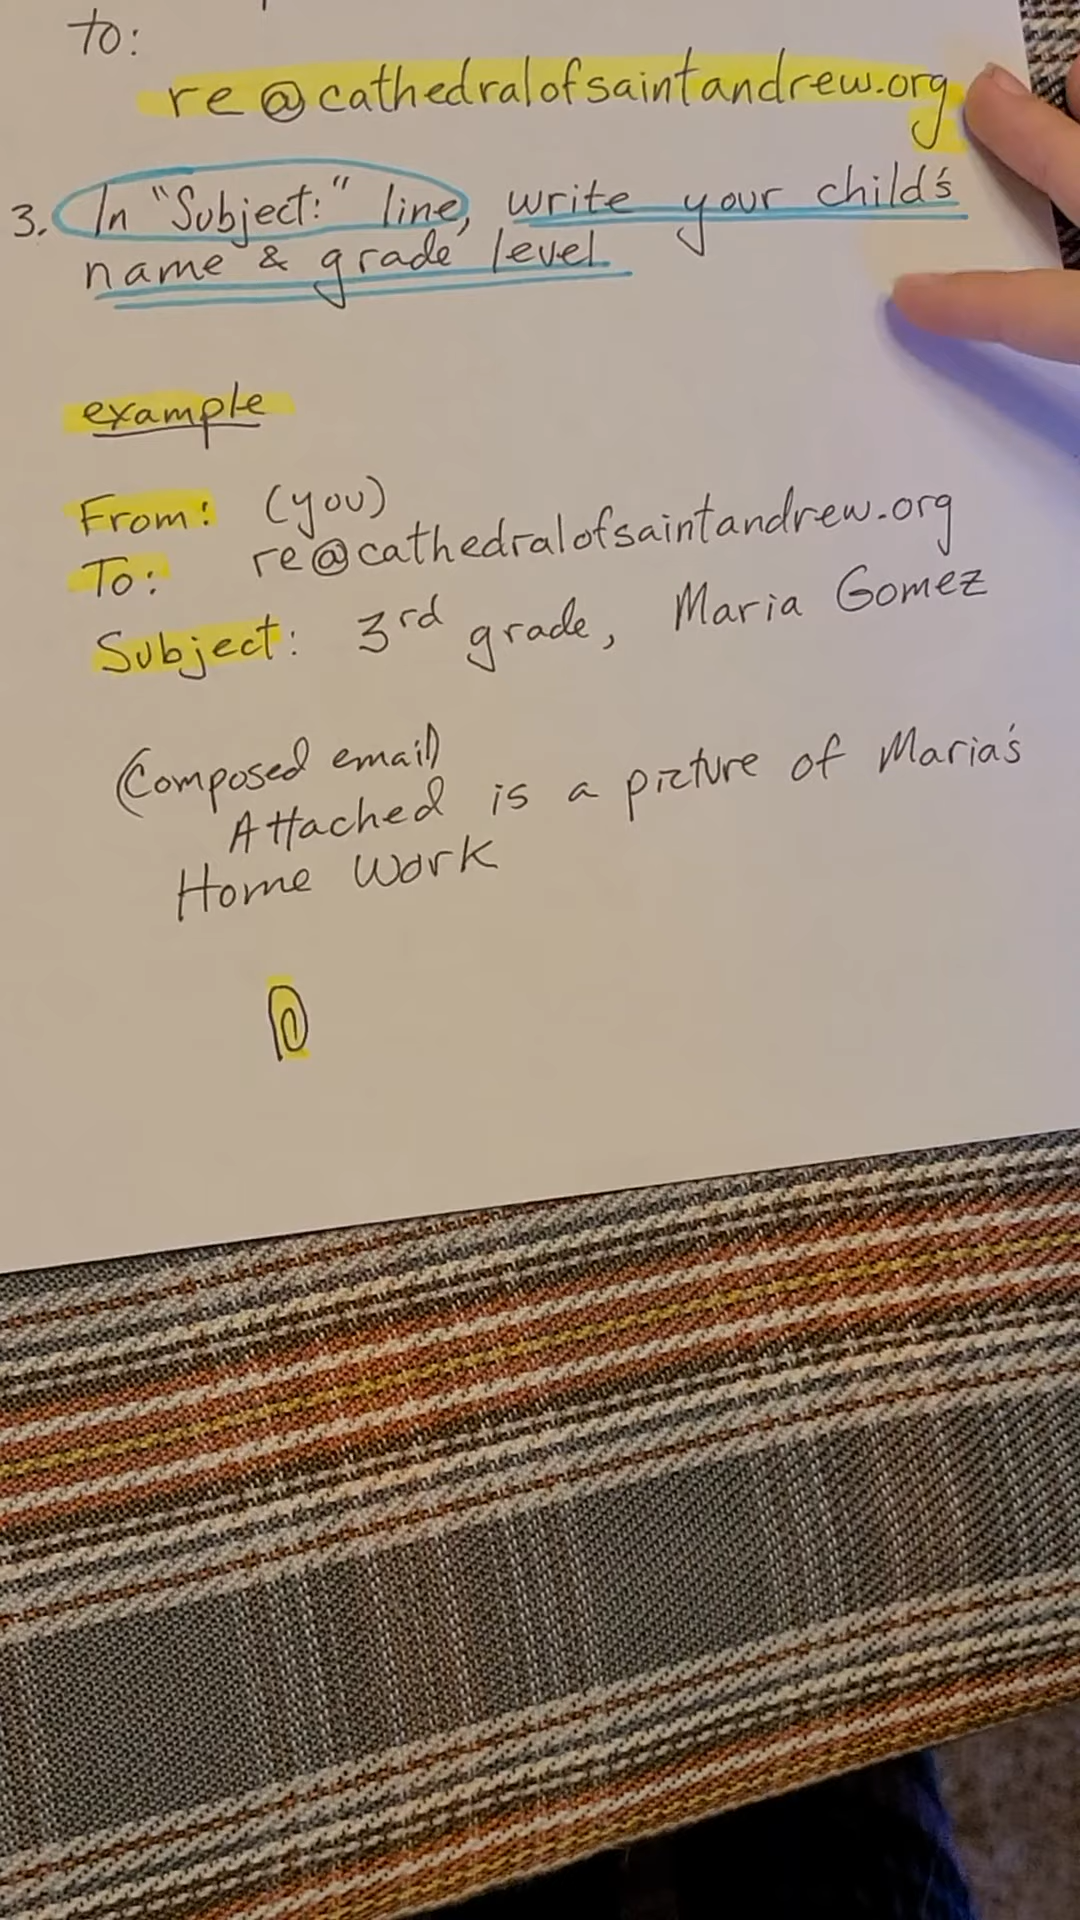 to:
re@cathedralofsaintandrew.org
3. In "Subject:" line, write your child's
name & grade level
example
From: (you)
To: re@cathedralofsaintandrew.org
Subject: 3rd grade, Maria Gomez
(Composed email)
Attached is a picture of Maria's
Home Work